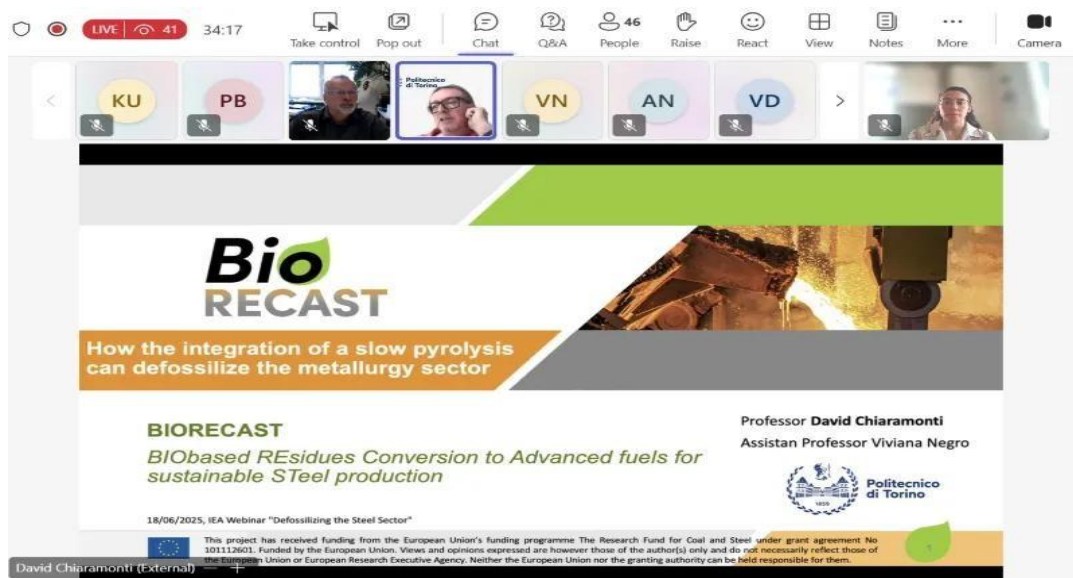 LIVE 41 34:17
Take control Pop out Chat Q&A 46 People Raise React View Notes More Camera
Politecnico
di Torino
KU PB VN AN VD
Bio
RECAST
How the integration of a slow pyrolysis
can defossilize the metallurgy sector
BIORECAST
BIObased REsidues Conversion to Advanced fuels for
sustainable STeel production
Professor David Chiaramonti
Assistan Professor Viviana Negro
1859
Politecnico
di Torino
18/06/2025, IEA Webinar "Defossilizing the Steel Sector"
This project has received funding from the European Union's funding programme The Research Fund for Coal and Steel under grant agreement No
101112601. Funded by the European Union. Views and opinions expressed are however those of the author(s) only and do not necessarily reflect those of
the European Union or European Research Executive Agency. Neither the European Union nor the granting authority can be held responsible for them.
David Chiaramonti (External)